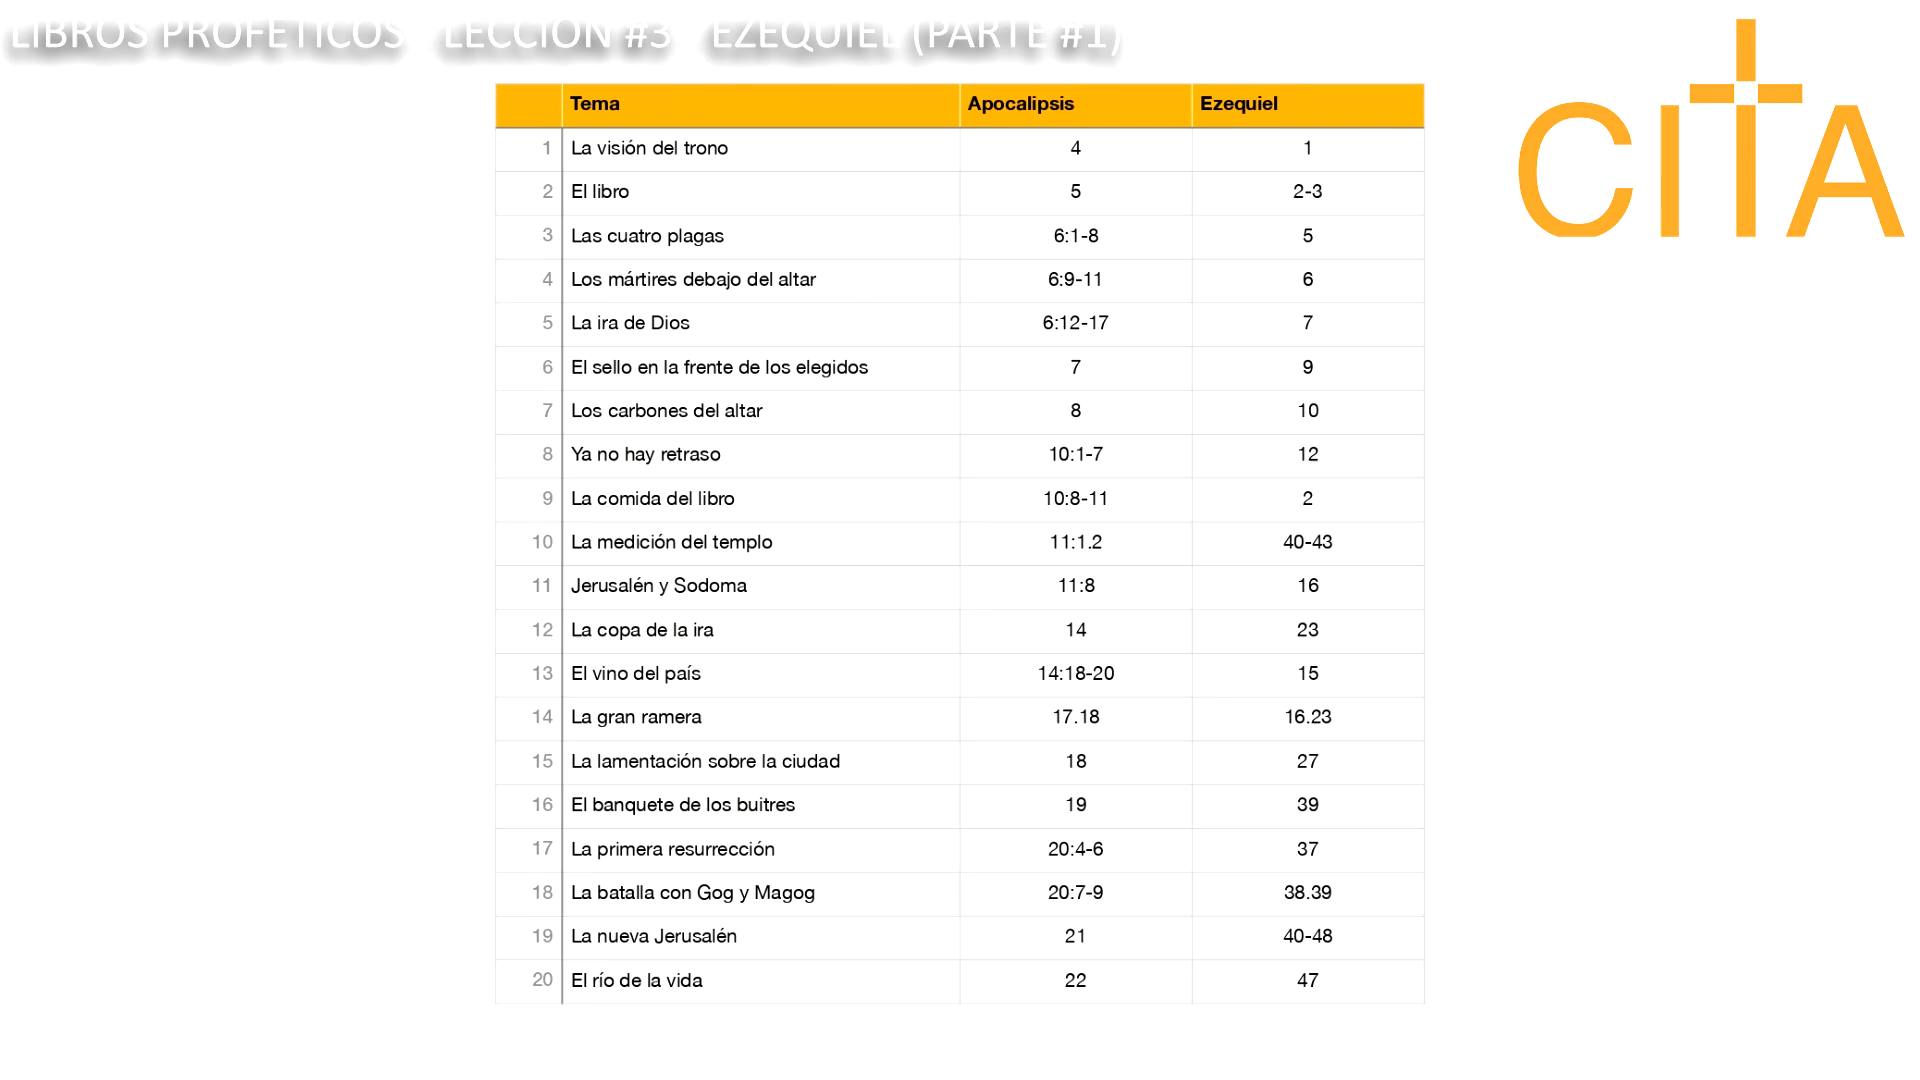 LIBROS PROFÉTICOS LECCIÓN #3 EZEQUIEL (PARTE #1)
CITA
Tema Apocalipsis Ezequiel
1 La visión del trono 4 1
2 El libro 5 2-3
3 Las cuatro plagas 6:1-8 5
4 Los mártires debajo del altar 6:9-11 6
5 La ira de Dios 6:12-17 7
6 El sello en la frente de los elegidos 7 9
7 Los carbones del altar 8 10
8 Ya no hay retraso 10:1-7 12
9 La comida del libro 10:8-11 2
10 La medición del templo 11:1.2 40-43
11 Jerusalén y Sodoma 11:8 16
12 La copa de la ira 14 23
13 El vino del país 14:18-20 15
14 La gran ramera 17.18 16.23
15 La lamentación sobre la ciudad 18 27
16 El banquete de los buitres 19 39
17 La primera resurrección 20:4-6 37
18 La batalla con Gog y Magog 20:7-9 38.39
19 La nueva Jerusalén 21 40-48
20 El río de la vida 22 47